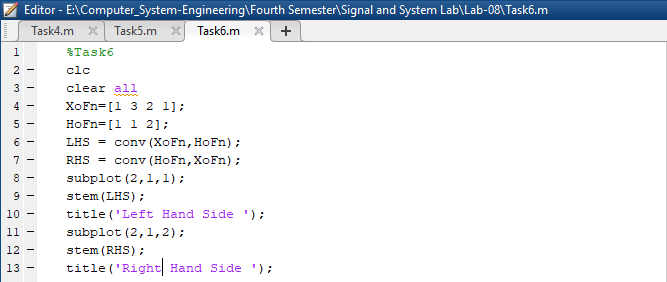 Editor - E:\Computer_System-Engineering\Fourth Semester\Signal and System Lab\Lab-08\Task6.m
Task4.m Task5.m Task6.m +
1 %Task6
2 - clc
3 - clear all
4 - XoFn=[1 3 2 1];
5 - HoFn=[1 1 2];
6 - LHS = conv(XoFn,HoFn);
7 - RHS = conv(HoFn,XoFn);
8 - subplot(2,1,1);
9 - stem(LHS);
10 - title('Left Hand Side ');
11 - subplot(2,1,2);
12 - stem(RHS);
13 - title('Right Hand Side ');